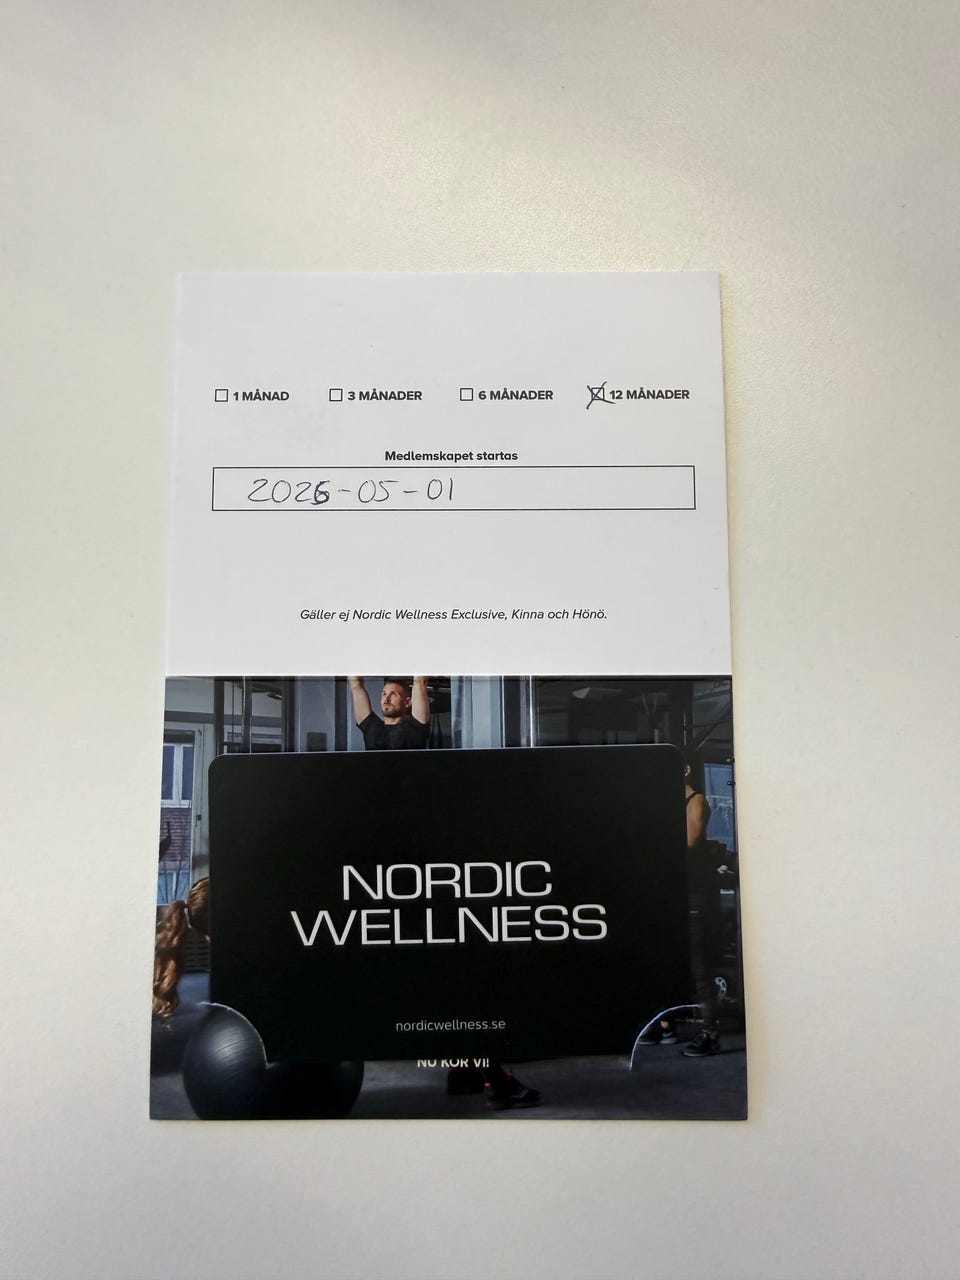 1 MÅNAD 3 MÅNADER 6 MÅNADER 12 MÅNADER
Medlemskapet startas
2026-05-01
Gäller ej Nordic Wellness Exclusive, Kinna och Hönö.
NORDIC
WELLNESS
nordicwellness.se
NU KÖR VI!